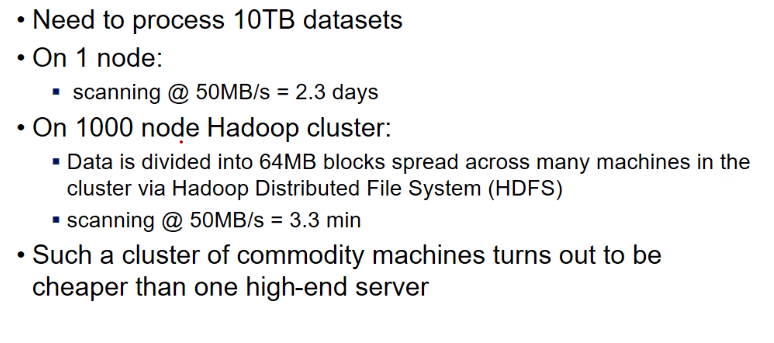 • Need to process 10TB datasets
• On 1 node:
▪ scanning @ 50MB/s = 2.3 days
• On 1000 node Hadoop cluster:
▪ Data is divided into 64MB blocks spread across many machines in the
cluster via Hadoop Distributed File System (HDFS)
▪ scanning @ 50MB/s = 3.3 min
• Such a cluster of commodity machines turns out to be
cheaper than one high-end server